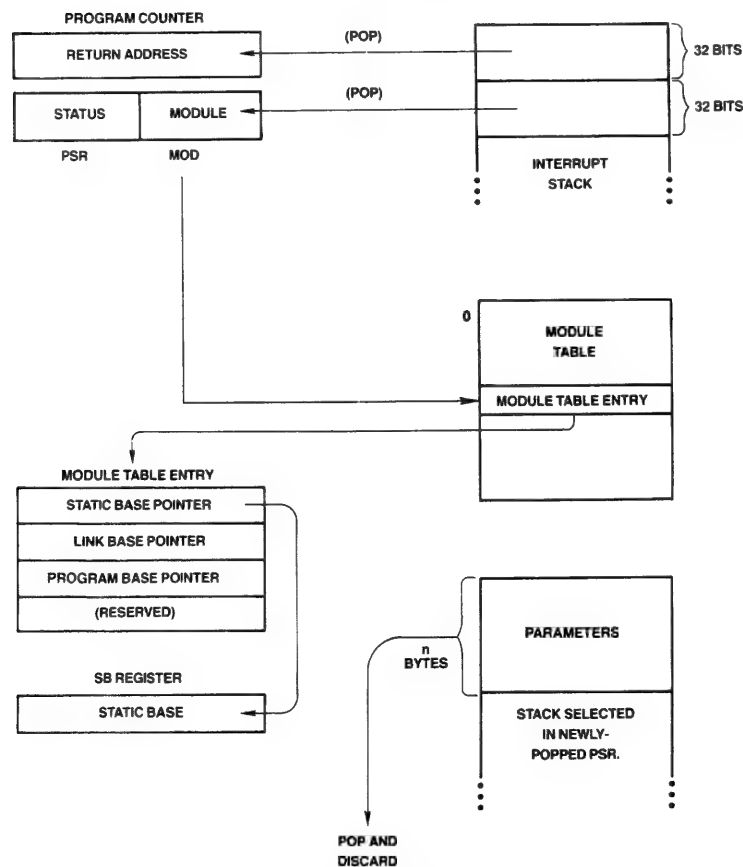 PROGRAM COUNTER
RETURN ADDRESS
(POP)
32 BITS
STATUS
MODULE
(POP)
32 BITS
PSR
MOD
INTERRUPT
STACK
0
MODULE
TABLE
MODULE TABLE ENTRY
MODULE TABLE ENTRY
STATIC BASE POINTER
LINK BASE POINTER
PROGRAM BASE POINTER
(RESERVED)
SB REGISTER
STATIC BASE
PARAMETERS
n
BYTES
STACK SELECTED
IN NEWLY-
POPPED PSR.
POP AND
DISCARD